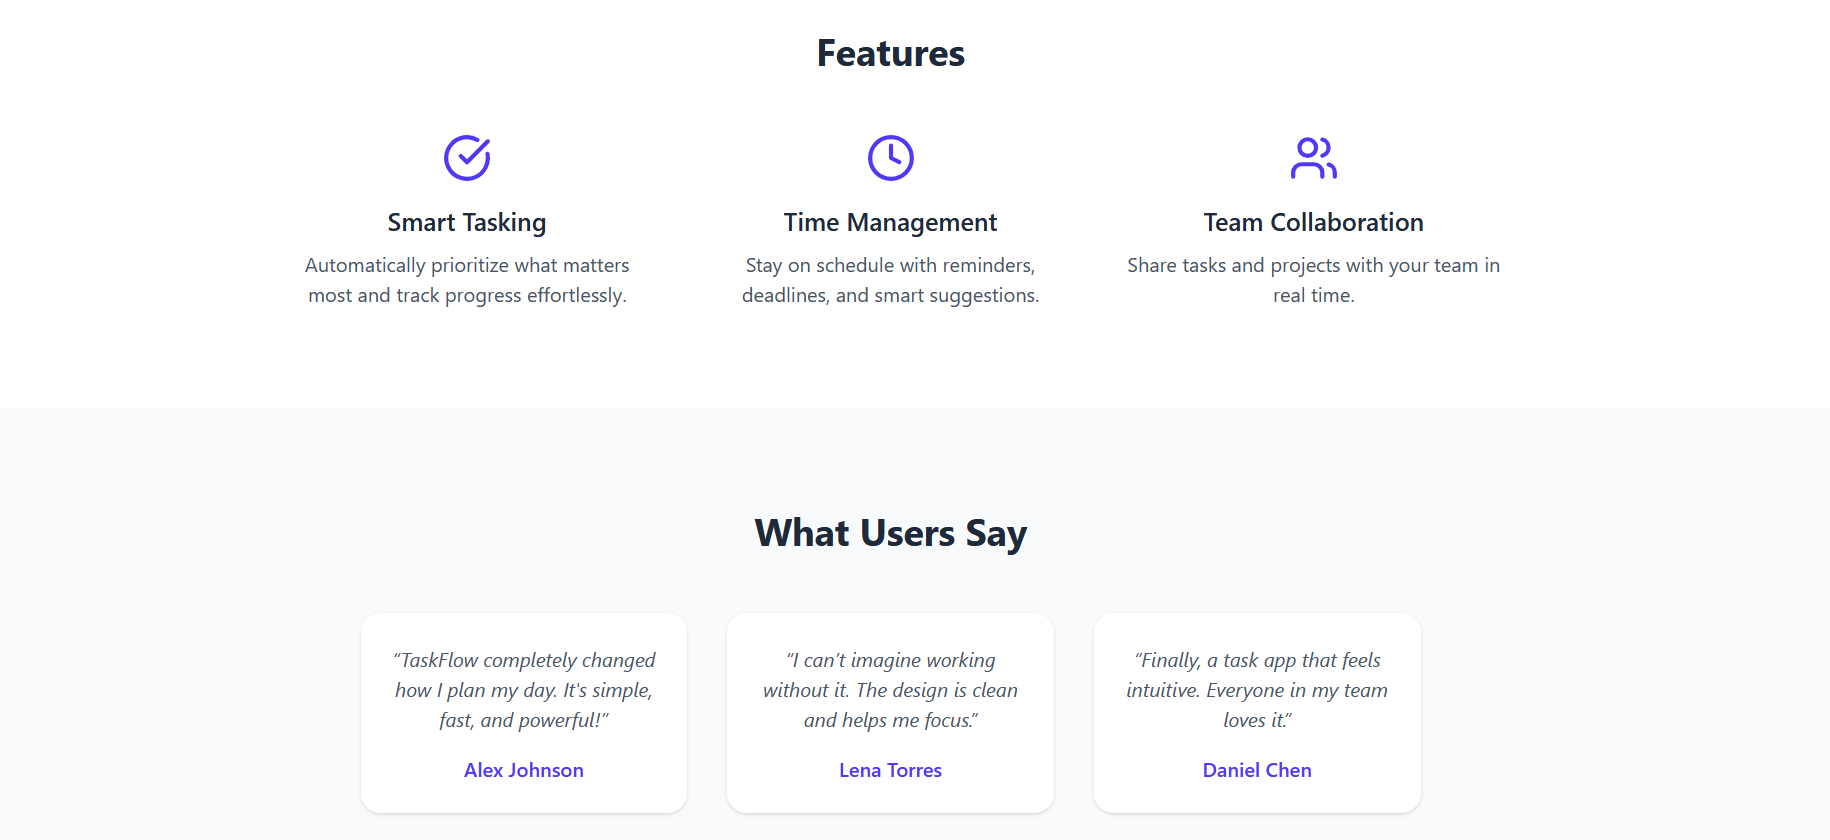 Features
Smart Tasking
Automatically prioritize what matters
most and track progress effortlessly.
Time Management
Stay on schedule with reminders,
deadlines, and smart suggestions.
Team Collaboration
Share tasks and projects with your team in
real time.
What Users Say
“TaskFlow completely changed
how I plan my day. It's simple,
fast, and powerful!”
Alex Johnson
“I can’t imagine working
without it. The design is clean
and helps me focus.”
Lena Torres
“Finally, a task app that feels
intuitive. Everyone in my team
loves it.”
Daniel Chen